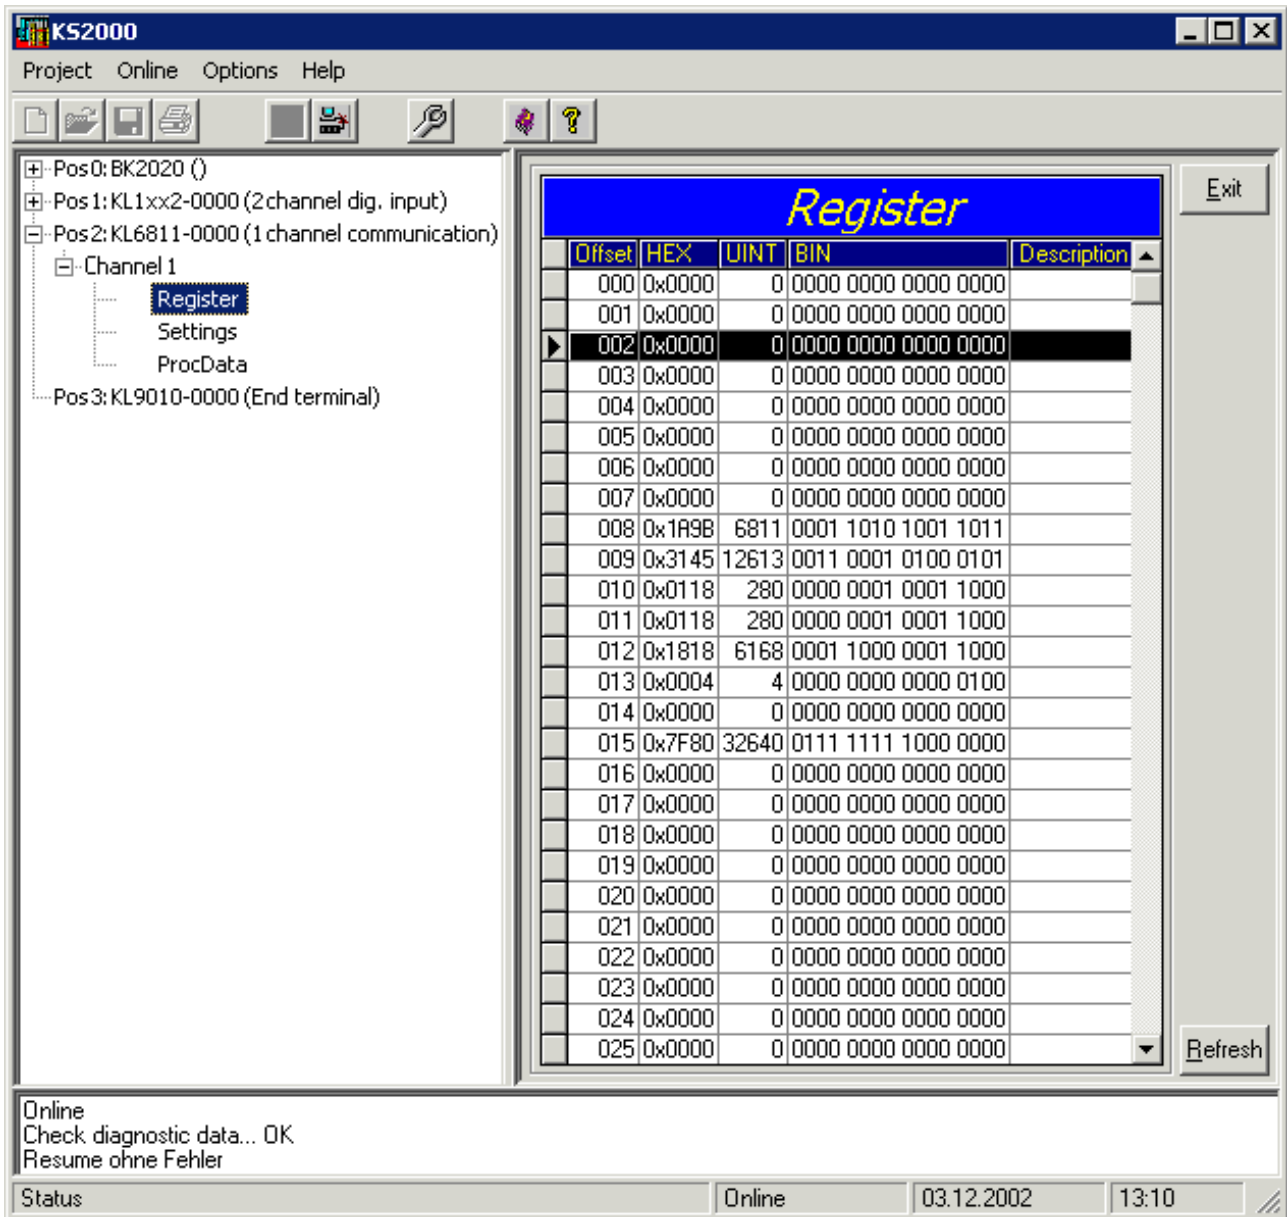 KS2000
Project Online Options Help
Pos0: BK2020 ()
Pos1: KL1xx2-0000 (2channel dig. input)
Pos2: KL6811-0000 (1channel communication)
Channel 1
Register
Settings
ProcData
Pos3: KL9010-0000 (End terminal)
Register
Offset HEX UINT BIN Description
000 0x0000 0 0000 0000 0000 0000
001 0x0000 0 0000 0000 0000 0000
002 0x0000 0 0000 0000 0000 0000
003 0x0000 0 0000 0000 0000 0000
004 0x0000 0 0000 0000 0000 0000
005 0x0000 0 0000 0000 0000 0000
006 0x0000 0 0000 0000 0000 0000
007 0x0000 0 0000 0000 0000 0000
008 0x1A9B 6811 0001 1010 1001 1011
009 0x3145 12613 0011 0001 0100 0101
010 0x0118 280 0000 0001 0001 1000
011 0x0118 280 0000 0001 0001 1000
012 0x1818 6168 0001 1000 0001 1000
013 0x0004 4 0000 0000 0000 0100
014 0x0000 0 0000 0000 0000 0000
015 0x7F80 32640 0111 1111 1000 0000
016 0x0000 0 0000 0000 0000 0000
017 0x0000 0 0000 0000 0000 0000
018 0x0000 0 0000 0000 0000 0000
019 0x0000 0 0000 0000 0000 0000
020 0x0000 0 0000 0000 0000 0000
021 0x0000 0 0000 0000 0000 0000
022 0x0000 0 0000 0000 0000 0000
023 0x0000 0 0000 0000 0000 0000
024 0x0000 0 0000 0000 0000 0000
025 0x0000 0 0000 0000 0000 0000
Exit
Refresh
Online
Check diagnostic data... OK
Resume ohne Fehler
Status Online 03.12.2002 13:10